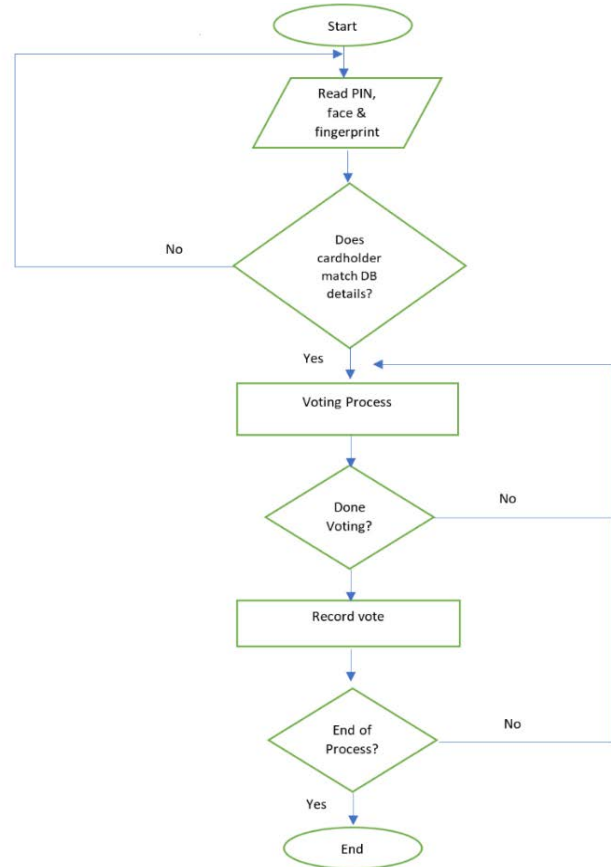 Start
Read PIN,
face &
fingerprint
Does
cardholder
match DB
details?
No
Yes
Voting Process
Done
Voting?
No
Record vote
End of
Process?
No
Yes
End